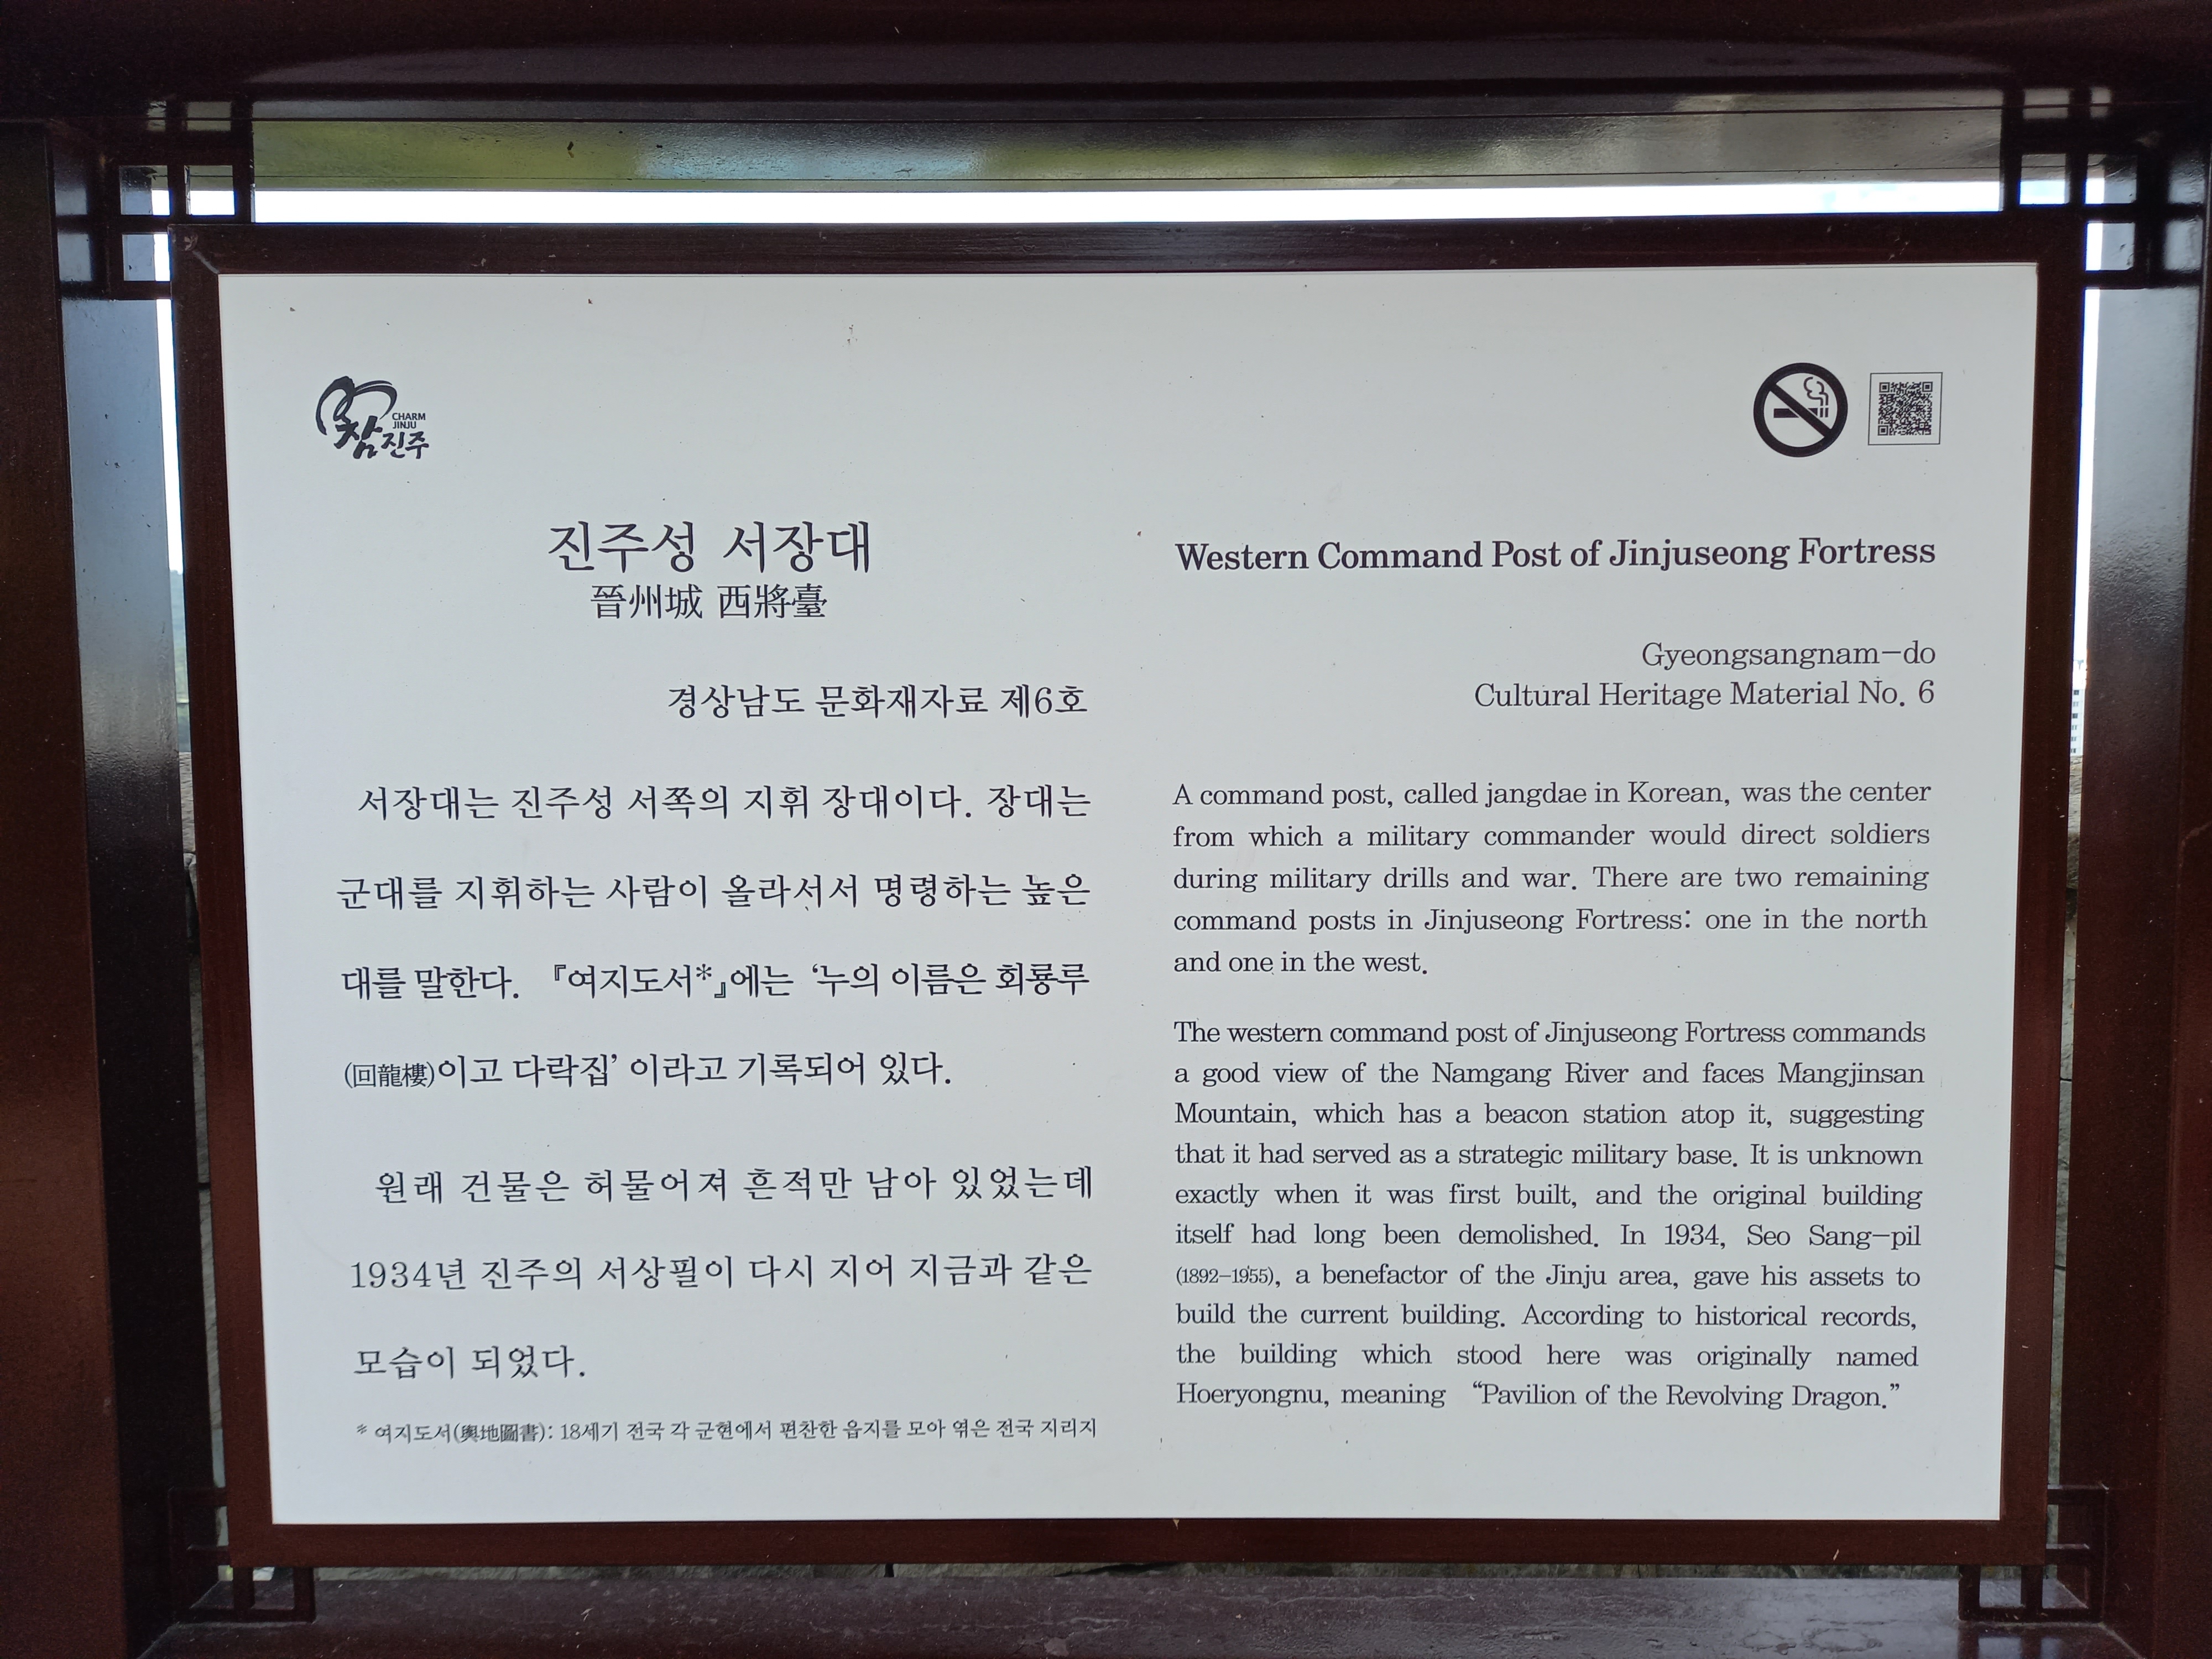 참진주
CHARM
JINJU
진주성 서장대
晉州城 西將臺
경상남도 문화재자료 제6호
서장대는 진주성 서쪽의 지휘 장대이다. 장대는
군대를 지휘하는 사람이 올라서서 명령하는 높은
대를 말한다. 『여지도서*』에는 ‘누의 이름은 회룡루
(回龍樓)이고 다락집’ 이라고 기록되어 있다.
원래 건물은 허물어져 흔적만 남아 있었는데
1934년 진주의 서상필이 다시 지어 지금과 같은
모습이 되었다.
* 여지도서(輿地圖書): 18세기 전국 각 군현에서 편찬한 읍지를 모아 엮은 전국 지리지
Western Command Post of Jinjuseong Fortress
Gyeongsangnam-do
Cultural Heritage Material No. 6
A command post, called jangdae in Korean, was the center
from which a military commander would direct soldiers
during military drills and war. There are two remaining
command posts in Jinjuseong Fortress: one in the north
and one in the west.
The western command post of Jinjuseong Fortress commands
a good view of the Namgang River and faces Mangjinsan
Mountain, which has a beacon station atop it, suggesting
that it had served as a strategic military base. It is unknown
exactly when it was first built, and the original building
itself had long been demolished. In 1934, Seo Sang-pil
(1892-1955), a benefactor of the Jinju area, gave his assets to
build the current building. According to historical records,
the building which stood here was originally named
Hoeryongnu, meaning “Pavilion of the Revolving Dragon.”